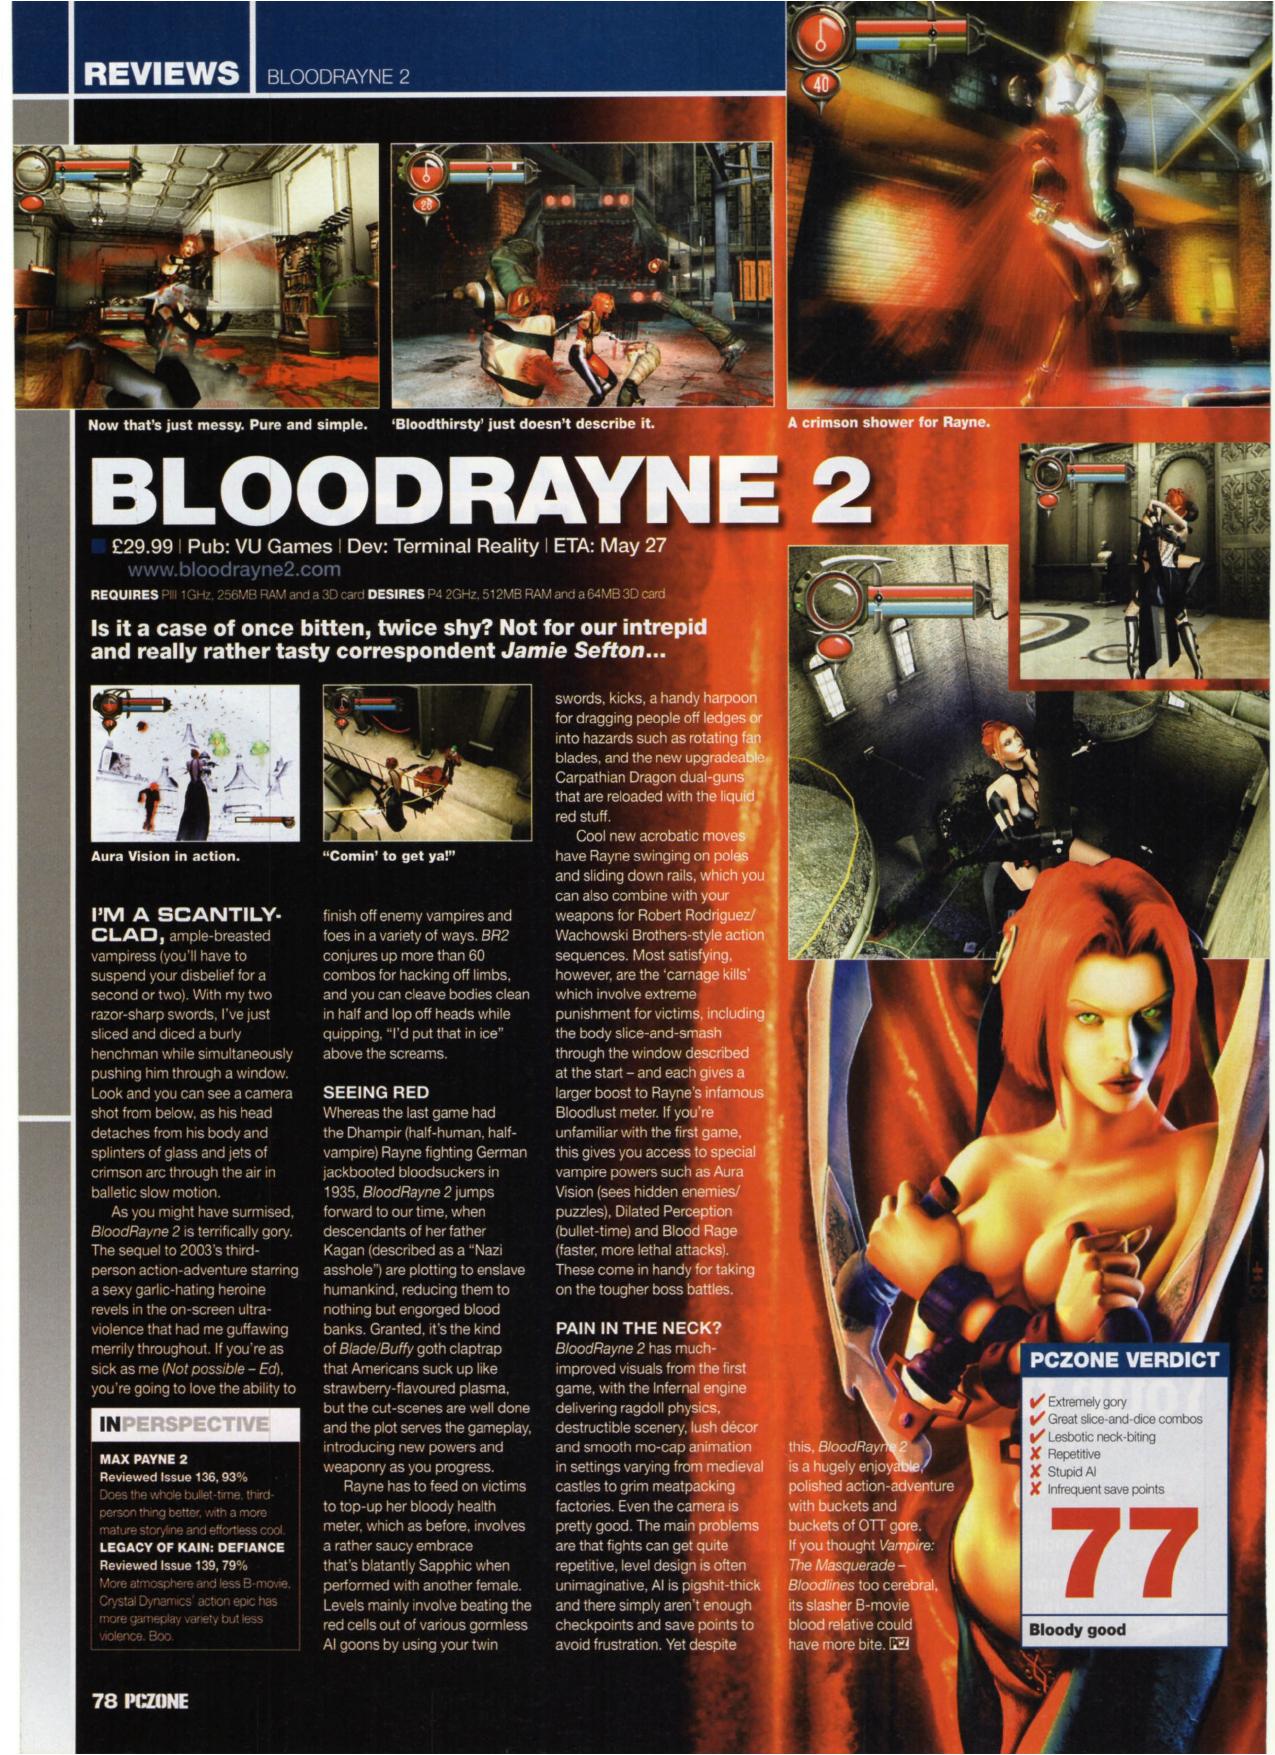 REVIEWS BLOODRAYNE 2
40
28
Now that's just messy. Pure and simple.
'Bloodthirsty' just doesn't describe it.
A crimson shower for Rayne.
BLOODRAYNE 2
£29.99 | Pub: VU Games | Dev: Terminal Reality | ETA: May 27
www.bloodrayne2.com
REQUIRES PIII 1GHz, 256MB RAM and a 3D card DESIRES P4 2GHz, 512MB RAM and a 64MB 3D card
Is it a case of once bitten, twice shy? Not for our intrepid
and really rather tasty correspondent Jamie Sefton...
Aura Vision in action.
"Comin' to get ya!"
I'M A SCANTILY-
CLAD, ample-breasted
vampiress (you'll have to
suspend your disbelief for a
second or two). With my two
razor-sharp swords, I've just
sliced and diced a burly
henchman while simultaneously
pushing him through a window.
Look and you can see a camera
shot from below, as his head
detaches from his body and
splinters of glass and jets of
crimson arc through the air in
balletic slow motion.
As you might have surmised,
BloodRayne 2 is terrifically gory.
The sequel to 2003's third-
person action-adventure starring
a sexy garlic-hating heroine
revels in the on-screen ultra-
violence that had me guffawing
merrily throughout. If you're as
sick as me (Not possible – Ed),
you're going to love the ability to
finish off enemy vampires and
foes in a variety of ways. BR2
conjures up more than 60
combos for hacking off limbs,
and you can cleave bodies clean
in half and lop off heads while
quipping, "I'd put that in ice"
above the screams.
SEEING RED
Whereas the last game had
the Dhampir (half-human, half-
vampire) Rayne fighting German
jackbooted bloodsuckers in
1935, BloodRayne 2 jumps
forward to our time, when
descendants of her father
Kagan (described as a "Nazi
asshole") are plotting to enslave
humankind, reducing them to
nothing but engorged blood
banks. Granted, it's the kind
of Blade/Buffy goth claptrap
that Americans suck up like
strawberry-flavoured plasma,
but the cut-scenes are well done
and the plot serves the gameplay,
introducing new powers and
weaponry as you progress.
Rayne has to feed on victims
to top-up her bloody health
meter, which as before, involves
a rather saucy embrace
that's blatantly Sapphic when
performed with another female.
Levels mainly involve beating the
red cells out of various gormless
AI goons by using your twin
swords, kicks, a handy harpoon
for dragging people off ledges or
into hazards such as rotating fan
blades, and the new upgradeable
Carpathian Dragon dual-guns
that are reloaded with the liquid
red stuff.
Cool new acrobatic moves
have Rayne swinging on poles
and sliding down rails, which you
can also combine with your
weapons for Robert Rodriguez/
Wachowski Brothers-style action
sequences. Most satisfying,
however, are the 'carnage kills'
which involve extreme
punishment for victims, including
the body slice-and-smash
through the window described
at the start – and each gives a
larger boost to Rayne's infamous
Bloodlust meter. If you're
unfamiliar with the first game,
this gives you access to special
vampire powers such as Aura
Vision (sees hidden enemies/
puzzles), Dilated Perception
(bullet-time) and Blood Rage
(faster, more lethal attacks).
These come in handy for taking
on the tougher boss battles.
PAIN IN THE NECK?
BloodRayne 2 has much-
improved visuals from the first
game, with the Infernal engine
delivering ragdoll physics,
destructible scenery, lush décor
and smooth mo-cap animation
in settings varying from medieval
castles to grim meatpacking
factories. Even the camera is
pretty good. The main problems
are that fights can get quite
repetitive, level design is often
unimaginative, AI is pigshit-thick
and there simply aren't enough
checkpoints and save points to
avoid frustration. Yet despite
this, BloodRayne 2
is a hugely enjoyable,
polished action-adventure
with buckets and
buckets of OTT gore.
If you thought Vampire:
The Masquerade –
Bloodlines too cerebral,
its slasher B-movie
blood relative could
have more bite. PCZ
INPERSPECTIVE
MAX PAYNE 2
Reviewed Issue 136, 93%
Does the whole bullet-time, third-
person thing better, with a more
mature storyline and effortless cool.
LEGACY OF KAIN: DEFIANCE
Reviewed Issue 139, 79%
More atmosphere and less B-movie,
Crystal Dynamics' action epic has
more gameplay variety but less
violence. Boo.
PCZONE VERDICT
✔ Extremely gory
✔ Great slice-and-dice combos
✔ Lesbotic neck-biting
✘ Repetitive
✘ Stupid AI
✘ Infrequent save points
77
Bloody good
78 PCZONE